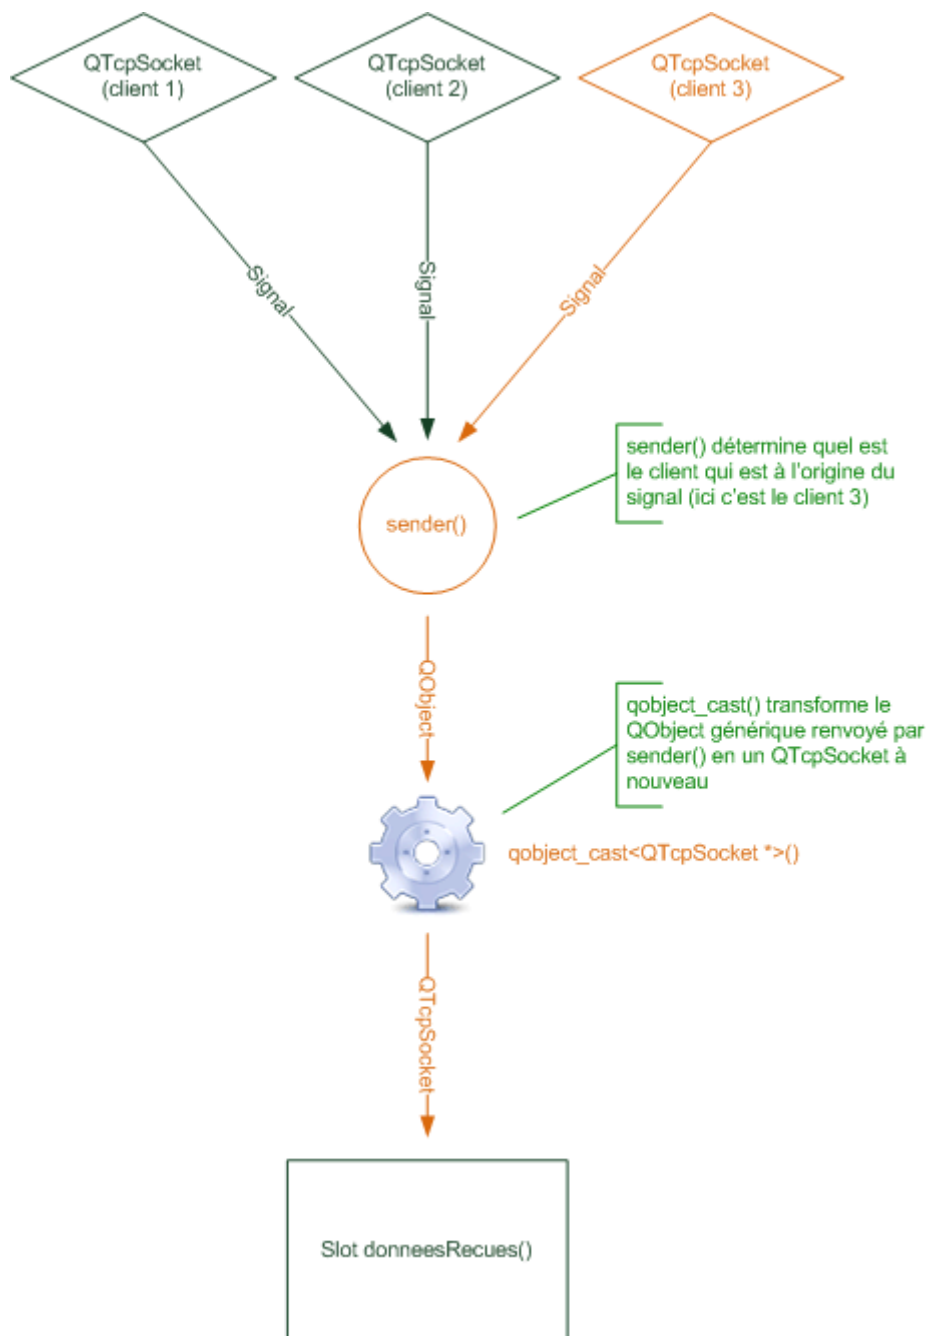 QTcpSocket
(client 1)
QTcpSocket
(client 2)
QTcpSocket
(client 3)
Signal
Signal
Signal
sender() détermine quel est
le client qui est à l'origine du
signal (ici c'est le client 3)
sender()
QObject
qobject_cast() transforme le
QObject générique renvoyé par
sender() en un QTcpSocket à
nouveau
qobject_cast<QTcpSocket *>()
QTcpSocket
Slot donneesRecues()